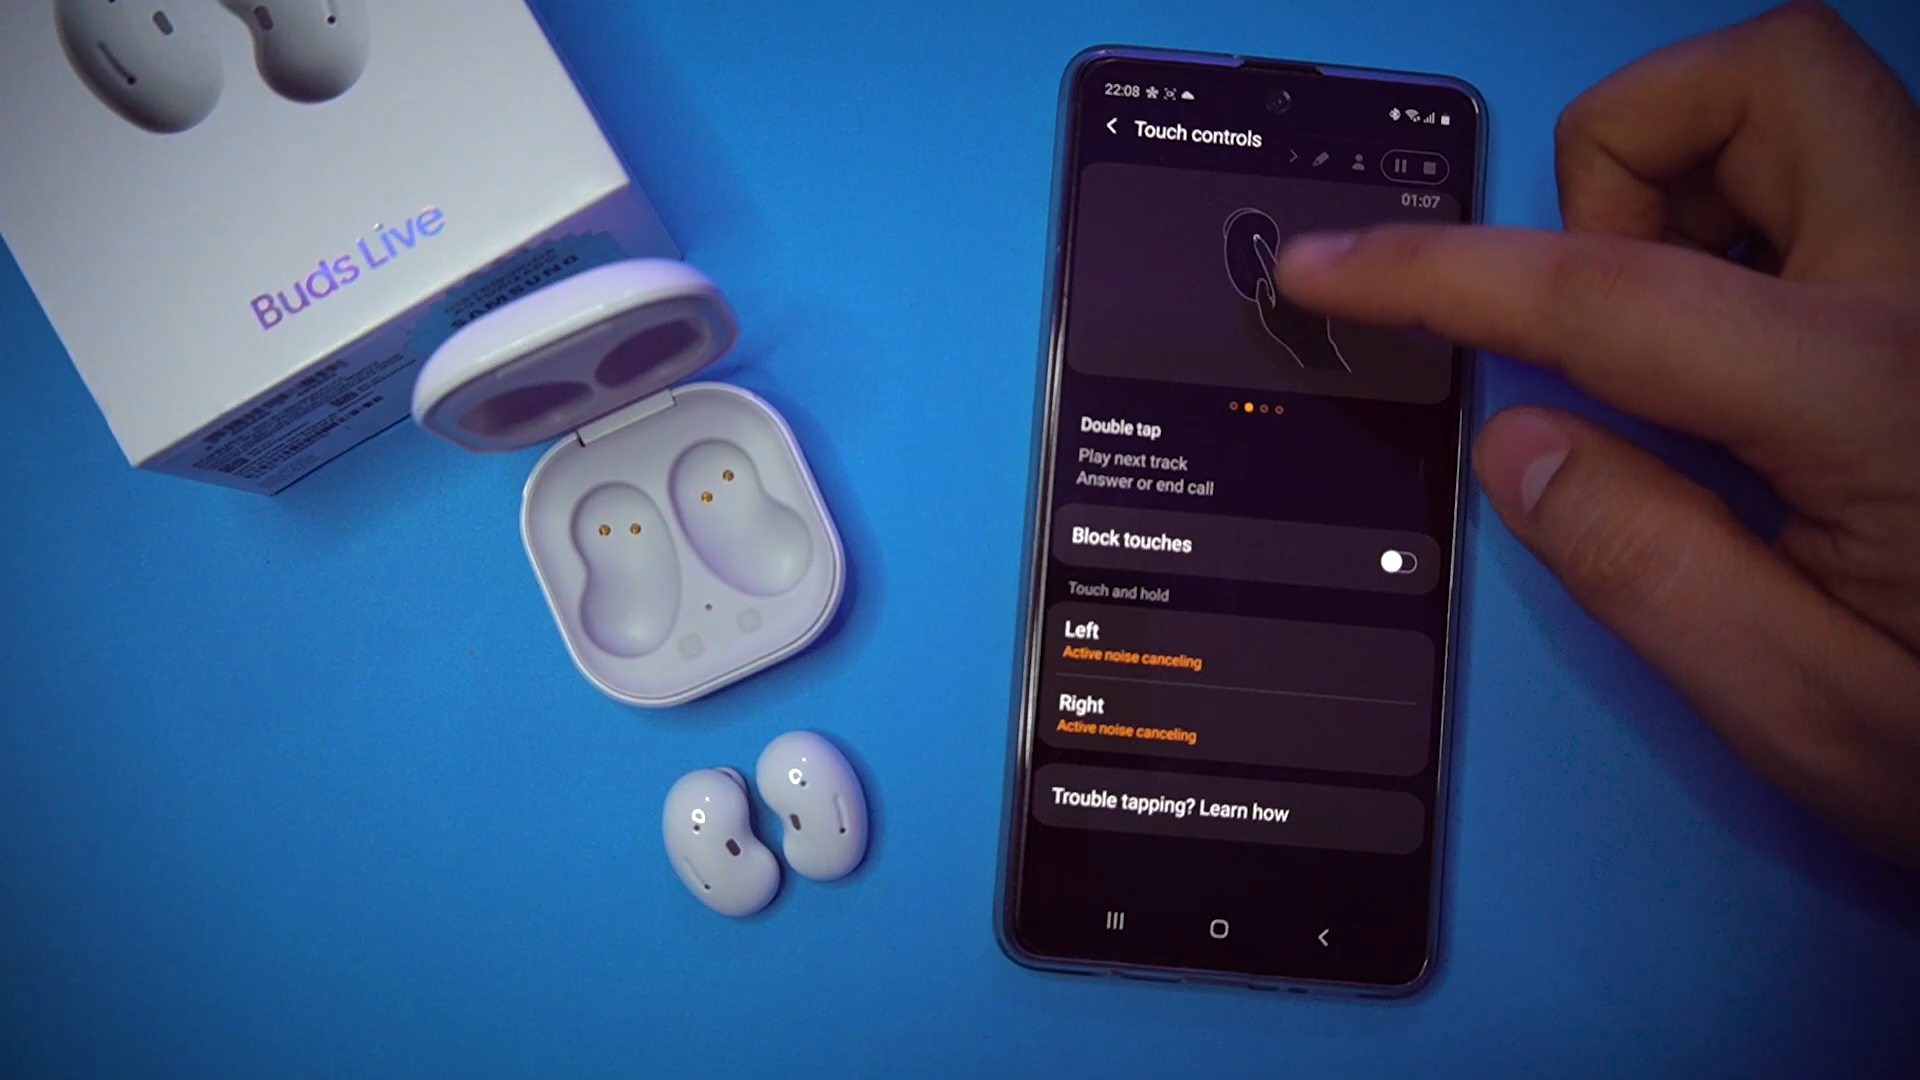 Buds Live
SAMSUNG
22:08
Touch controls
01:07
Double tap
Play next track
Answer or end call
Block touches
Touch and hold
Left
Active noise canceling
Right
Active noise canceling
Trouble tapping? Learn how